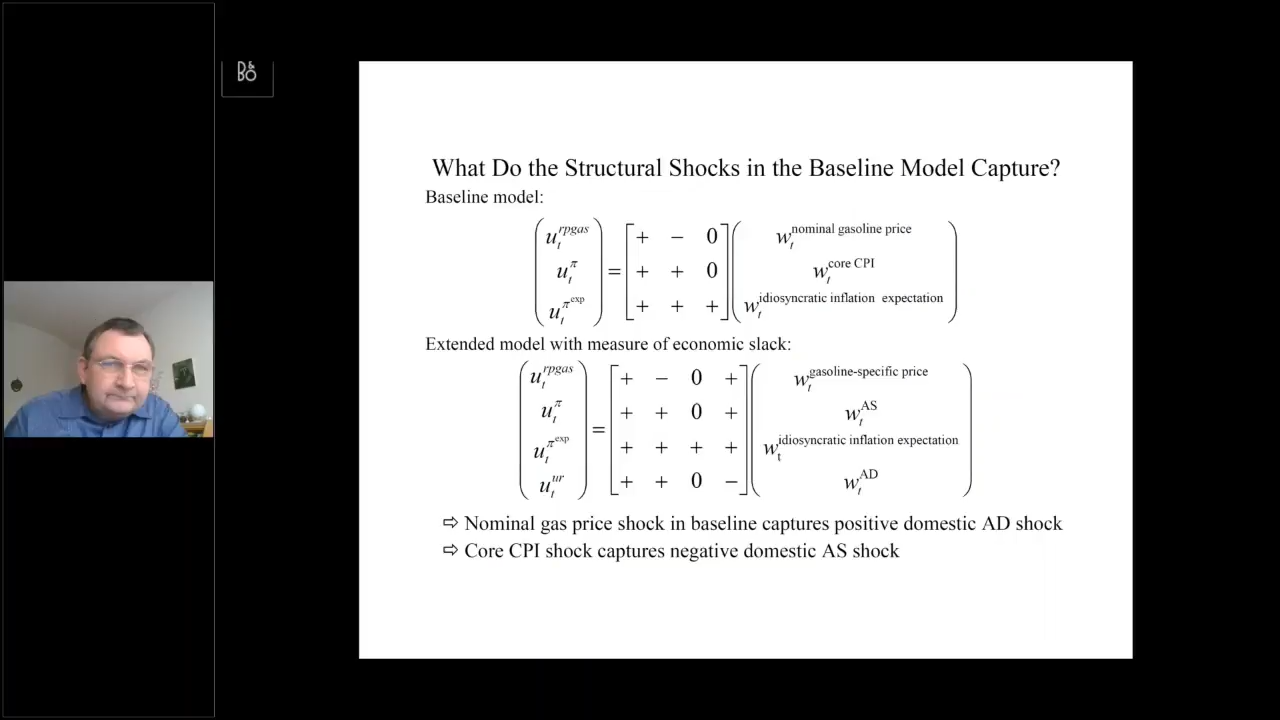 D&
BO
What Do the Structural Shocks in the Baseline Model Capture?
Baseline model:
u_t^{rpgas} + − 0 w_t^{nominal gasoline price}
u_t^{π} = + + 0 w_t^{core CPI}
u_t^{π^{exp}} + + + w_t^{idiosyncratic inflation expectation}
Extended model with measure of economic slack:
u_t^{rpgas} + − 0 + w_t^{gasoline-specific price}
u_t^{π} + + 0 + w_t^{AS}
u_t^{π^{exp}} = + + + + w_t^{idiosyncratic inflation expectation}
u_t^{ur} + + 0 − w_t^{AD}
⇨ Nominal gas price shock in baseline captures positive domestic AD shock
⇨ Core CPI shock captures negative domestic AS shock